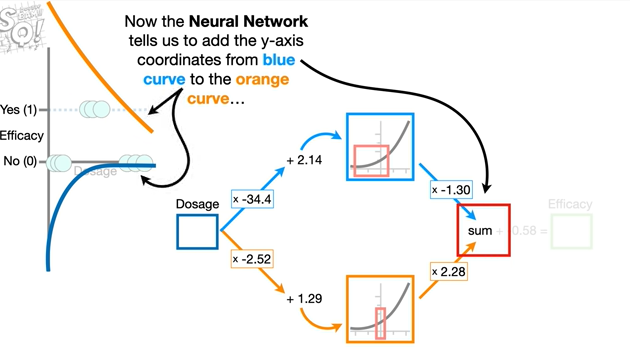 Now the Neural Network
tells us to add the y-axis
coordinates from blue
curve to the orange
curve…
Yes (1)
Efficacy
No (0)
Dosage
+ 2.14
x -34.4
x -1.30
Dosage
Efficacy
sum + 0.58 =
x -2.52
x 2.28
+ 1.29